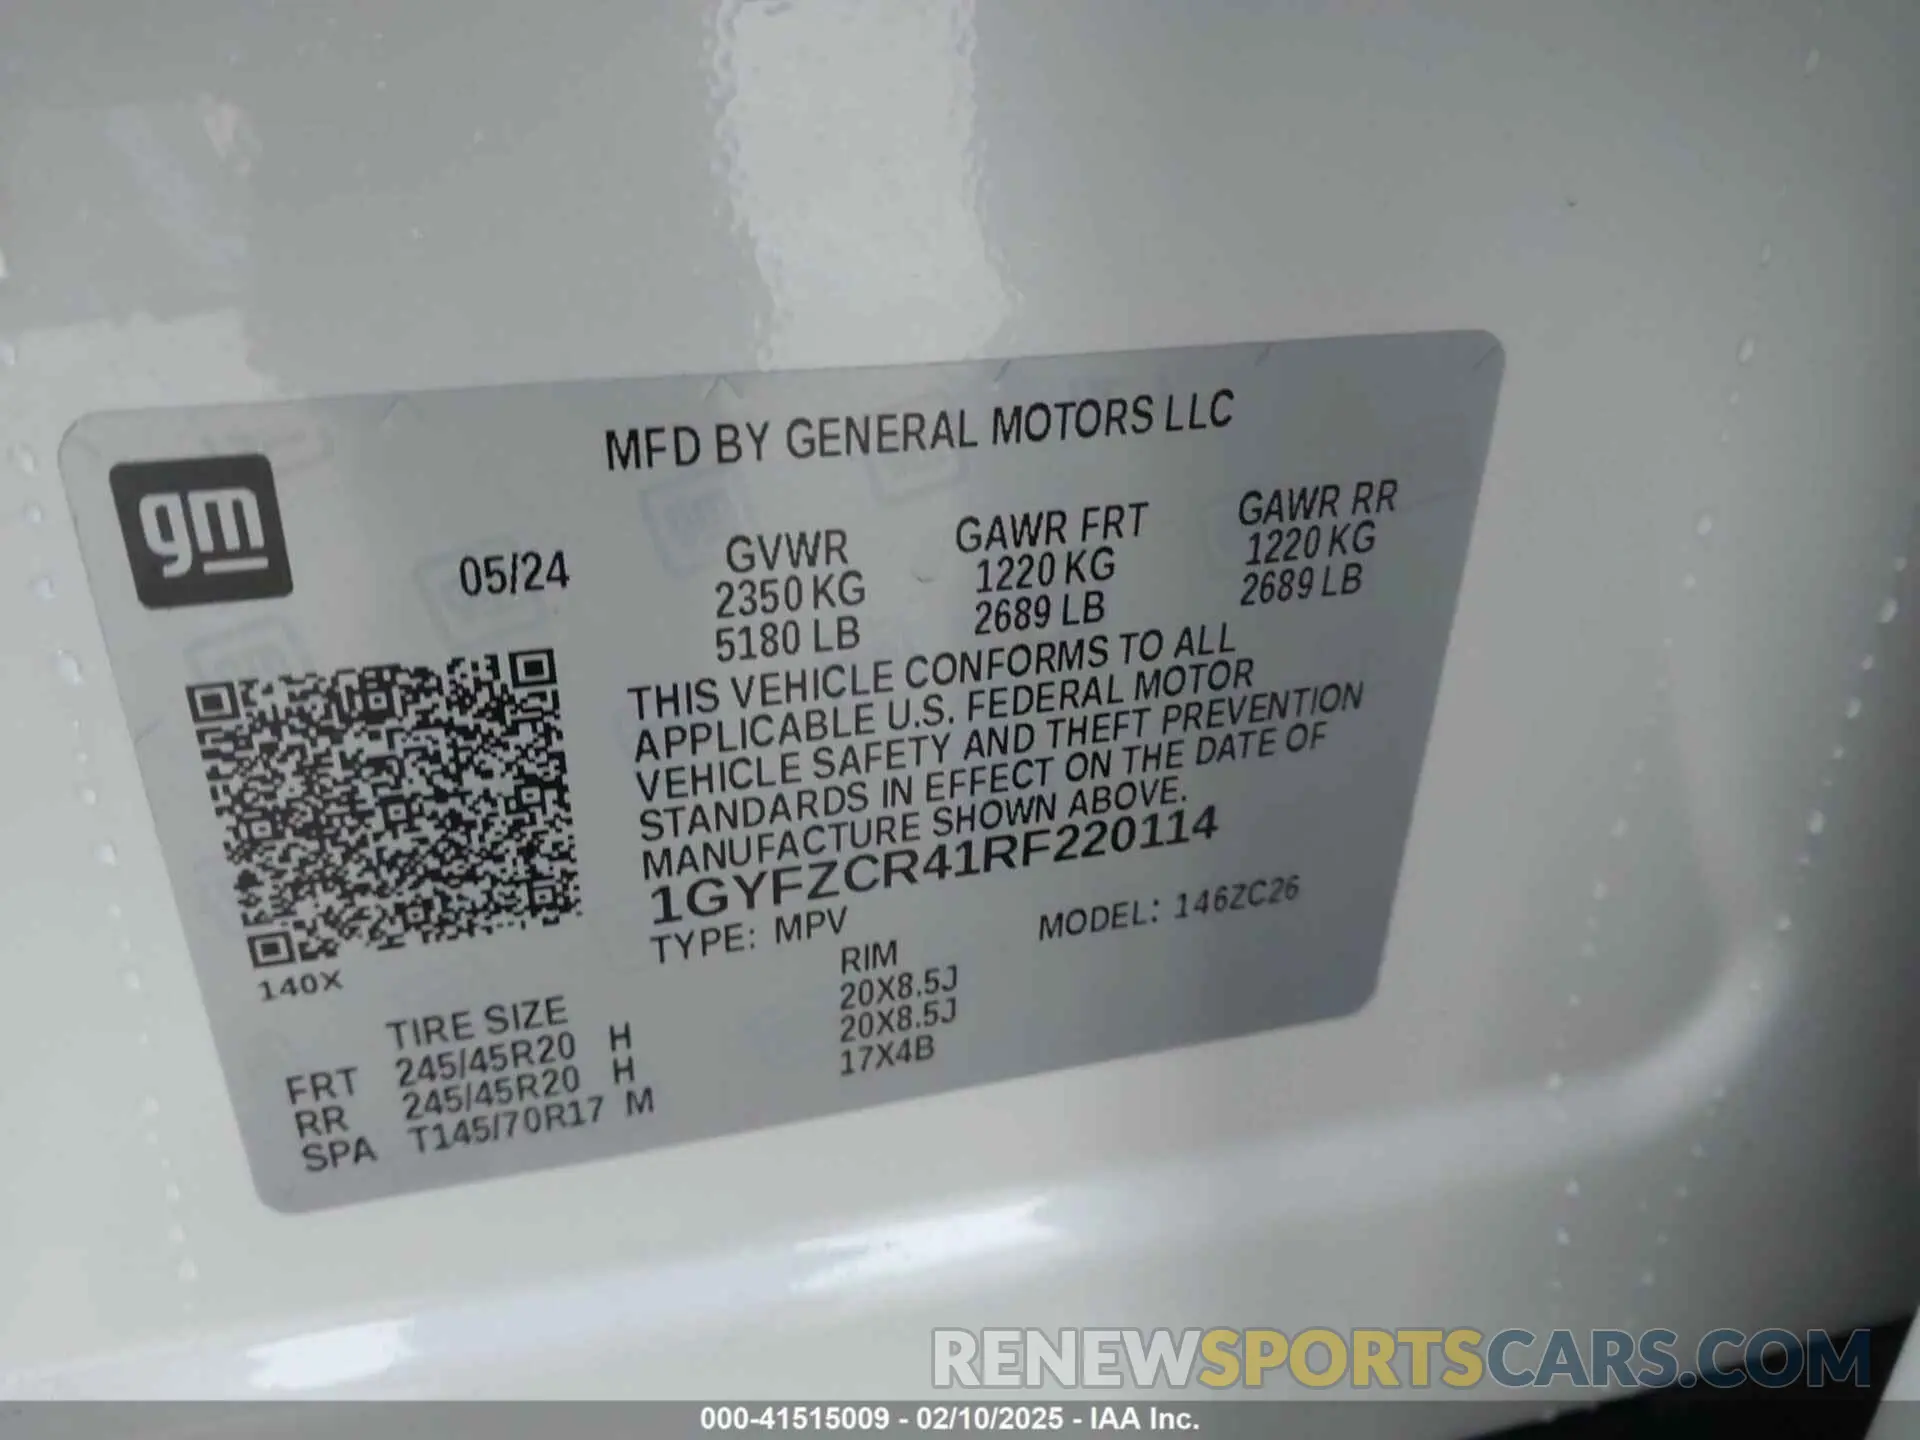 MFD BY GENERAL MOTORS LLC
gm
05/24
GVWR GAWR FRT GAWR RR
2350 KG 1220 KG 1220 KG
5180 LB 2689 LB 2689 LB
THIS VEHICLE CONFORMS TO ALL
APPLICABLE U.S. FEDERAL MOTOR
VEHICLE SAFETY AND THEFT PREVENTION
STANDARDS IN EFFECT ON THE DATE OF
MANUFACTURE SHOWN ABOVE.
1GYFZCR41RF220114
TYPE: MPV MODEL: 146ZC26
140X
TIRE SIZE RIM
FRT 245/45R20 H 20X8.5J
RR 245/45R20 H 20X8.5J
SPA T145/70R17 M 17X4B
RENEWSPORTSCARS.COM
000-41515009 - 02/10/2025 - IAA Inc.